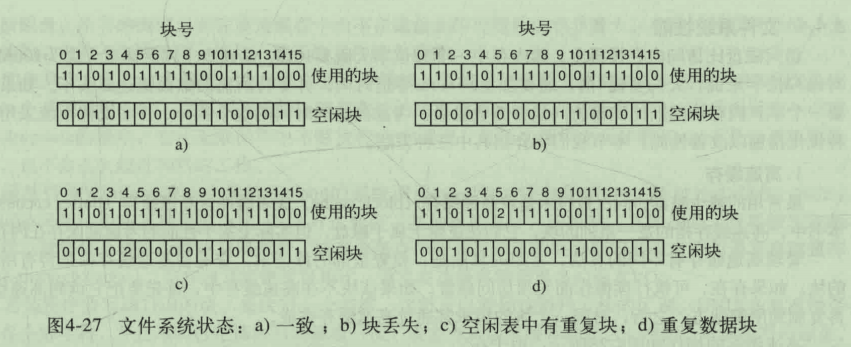 块号
0 1 2 3 4 5 6 7 8 9 10 11 12 13 14 15
1 1 0 1 0 1 1 1 1 0 0 1 1 1 0 0 使用的块
0 0 1 0 1 0 0 0 0 1 1 0 0 0 1 1 空闲块
a)
块号
0 1 2 3 4 5 6 7 8 9 10 11 12 13 14 15
1 1 0 1 0 1 1 1 1 0 0 1 1 1 0 0 使用的块
0 0 0 0 1 0 0 0 0 1 1 0 0 0 1 1 空闲块
b)
0 1 2 3 4 5 6 7 8 9 10 11 12 13 14 15
1 1 0 1 0 1 1 1 1 0 0 1 1 1 0 0 使用的块
0 0 1 0 2 0 0 0 0 1 1 0 0 0 1 1 空闲块
c)
0 1 2 3 4 5 6 7 8 9 10 11 12 13 14 15
1 1 0 1 0 2 1 1 1 0 0 1 1 1 0 0 使用的块
0 0 1 0 1 0 0 0 0 1 1 0 0 0 1 1 空闲块
d)
图4-27 文件系统状态：a) 一致；b) 块丢失；c) 空闲表中有重复块；d) 重复数据块